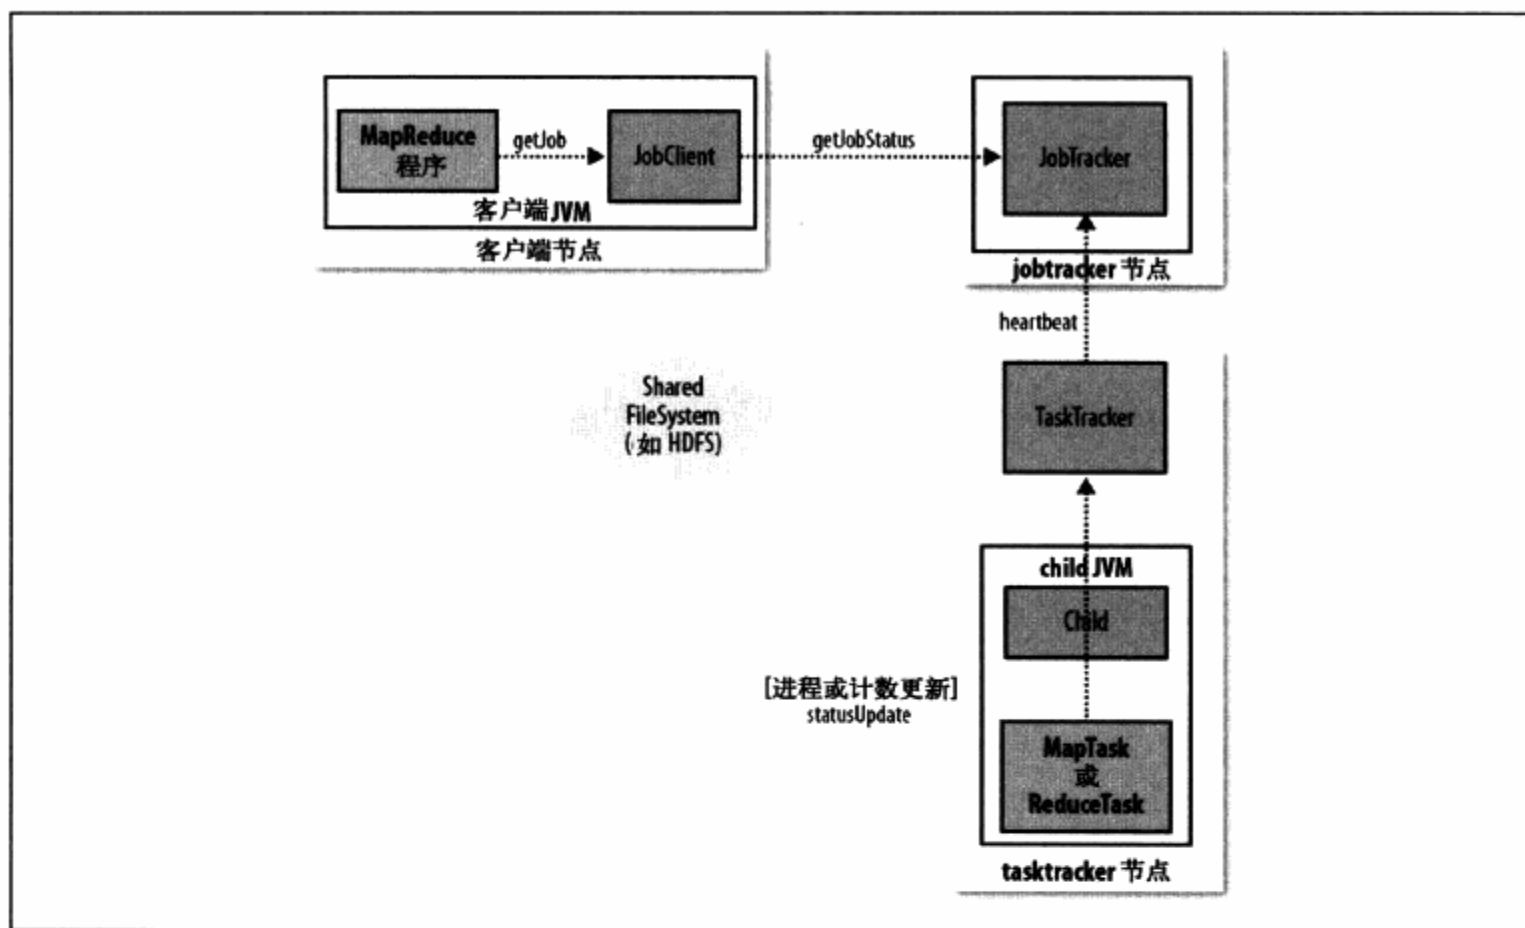 MapReduce
程序
getJob
JobClient
客户端 JVM
客户端节点
getJobStatus
JobTracker
jobtracker 节点
heartbeat
Shared
FileSystem
(如 HDFS)
TaskTracker
child JVM
Child
[进程或计数更新]
statusUpdate
MapTask
或
ReduceTask
tasktracker 节点